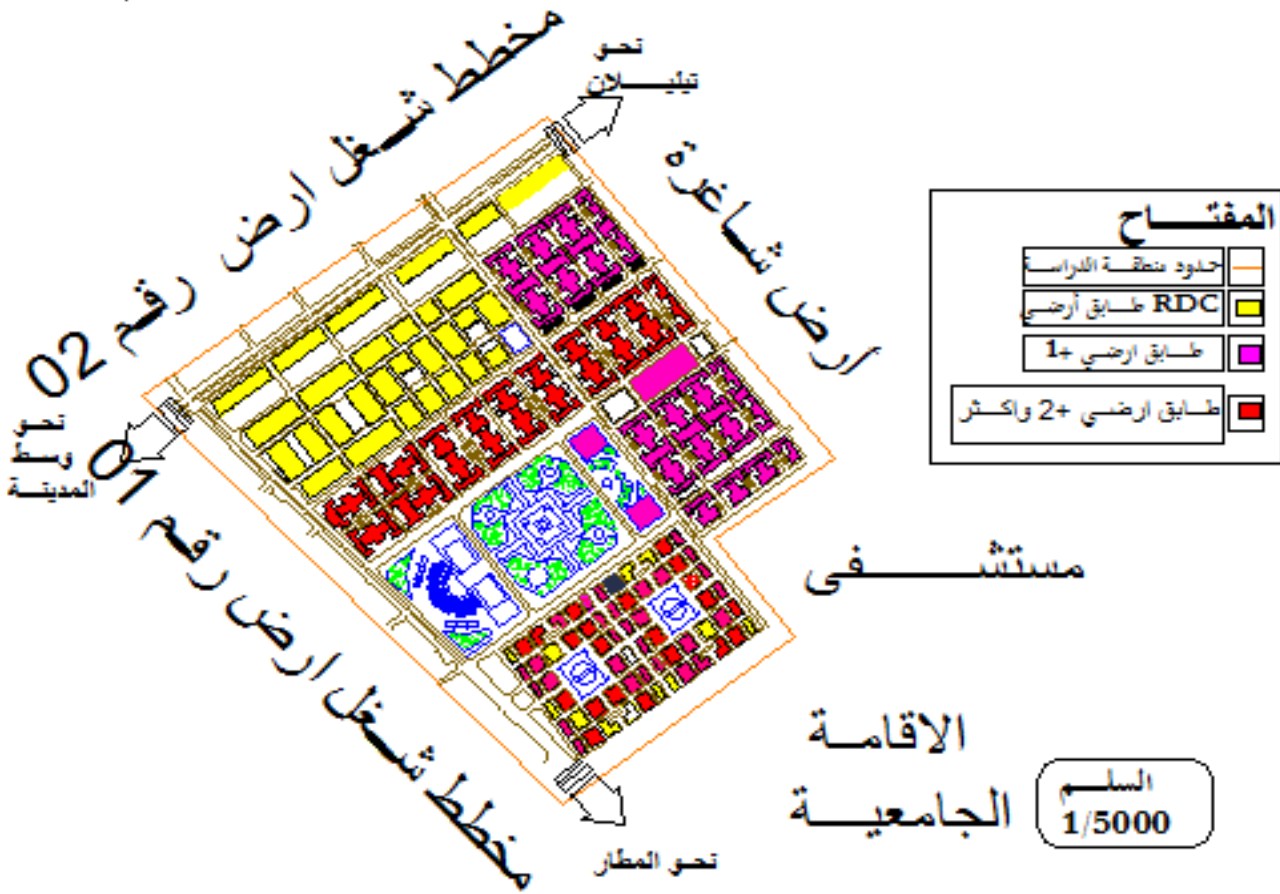 مخطط شغل ارض رقم 02
نحو
تيليلان
ارض شاغرة
المفتاح
حدود منطقة الدراسة
RDC طابق أرضي
طابق ارضي +1
طابق ارضي +2 واكثر
نحو
وسط
المدينة
مخطط شغل ارض رقم 01
مستشفى
الاقامة
الجامعية
السلم
1/5000
نحو المطار